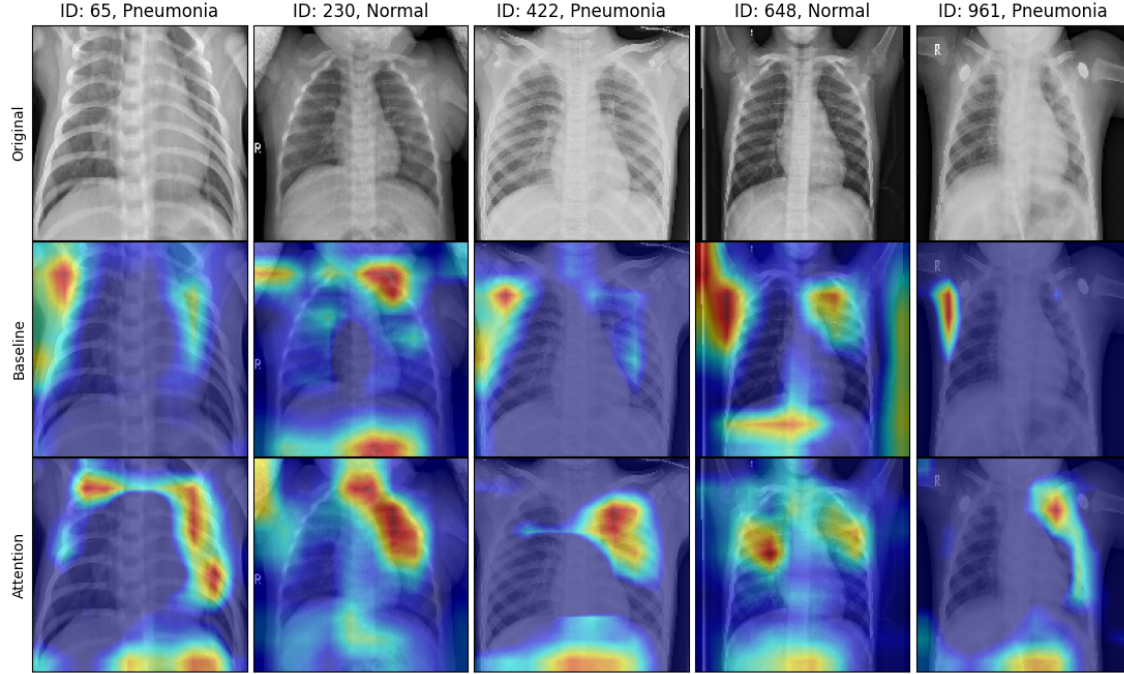 ID: 65, Pneumonia
ID: 230, Normal
ID: 422, Pneumonia
ID: 648, Normal
ID: 961, Pneumonia
Original
R
R
Baseline
R
R
Attention
R
R